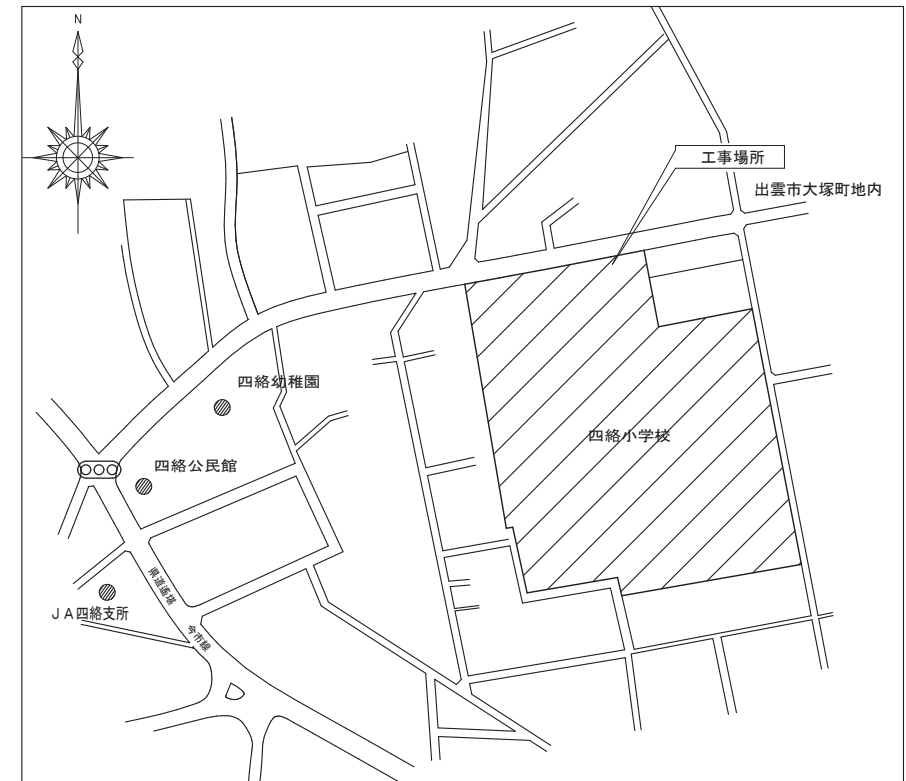 N
工事場所
出雲市大塚町地内
四絡幼稚園
四絡小学校
四絡公民館
県道遙堪
今市線
JA四絡支所